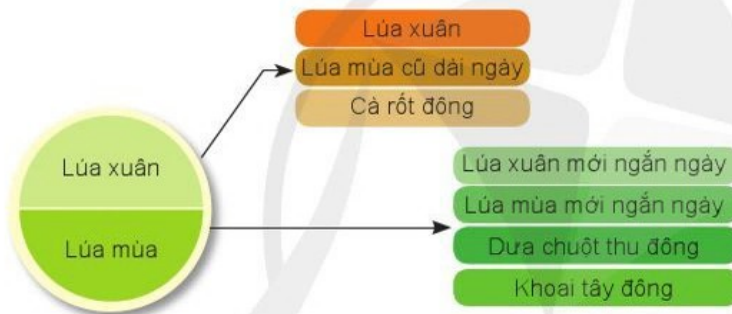 Lúa xuân
Lúa mùa cũ dài ngày
Cà rốt đông
Lúa xuân
Lúa mùa
Lúa xuân mới ngắn ngày
Lúa mùa mới ngắn ngày
Dưa chuột thu đông
Khoai tây đông